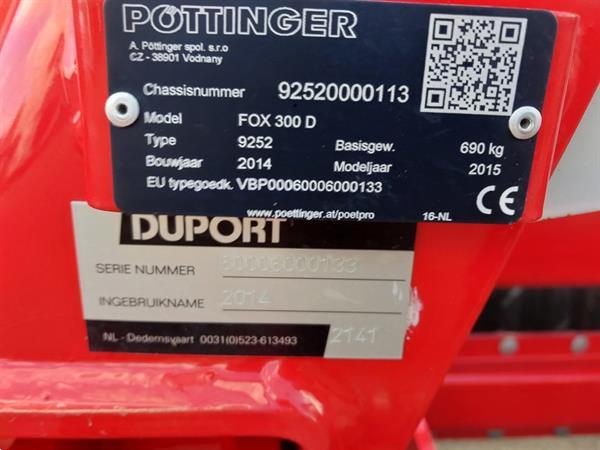 PÖTTINGER
A. Pöttinger spol. s.r.o
CZ - 38901 Vodnany
Chassisnummer 92520000113
Model FOX 300 D
Type 9252 Basisgew. 690 kg
Bouwjaar 2014 Modeljaar 2015
EU typegoedk. VBP00060006000133
www.poettinger.at/poetpro 16-NL CE
DUPORT
SERIE NUMMER 60006000133
INGEBRUIKNAME 2014
NL - Dedemsvaart 0031(0)523-613493 2141